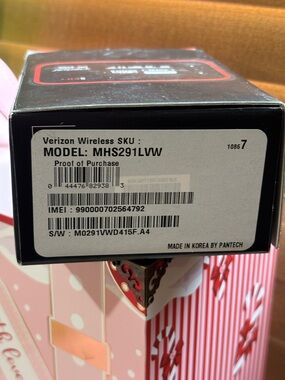 Verizon Wireless SKU :
MODEL: MHS291LVW
10867
Proof of Purchase
0 44476 82938 3
IMEI : 990000702564792
S/W : M0291VWD415F.A4
MADE IN KOREA BY PANTECH